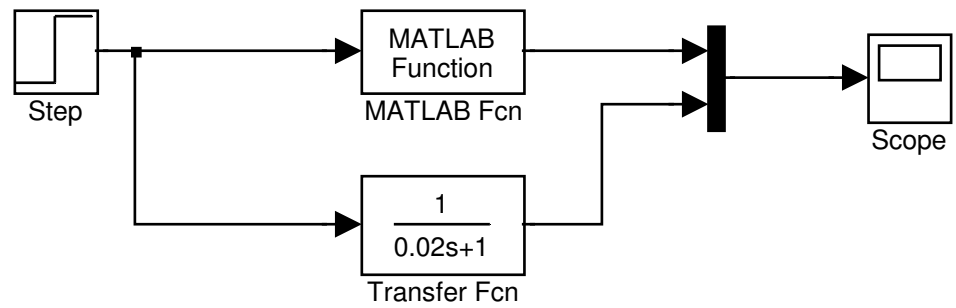 Step
MATLAB
Function
MATLAB Fcn
1
0.02s+1
Transfer Fcn
Scope